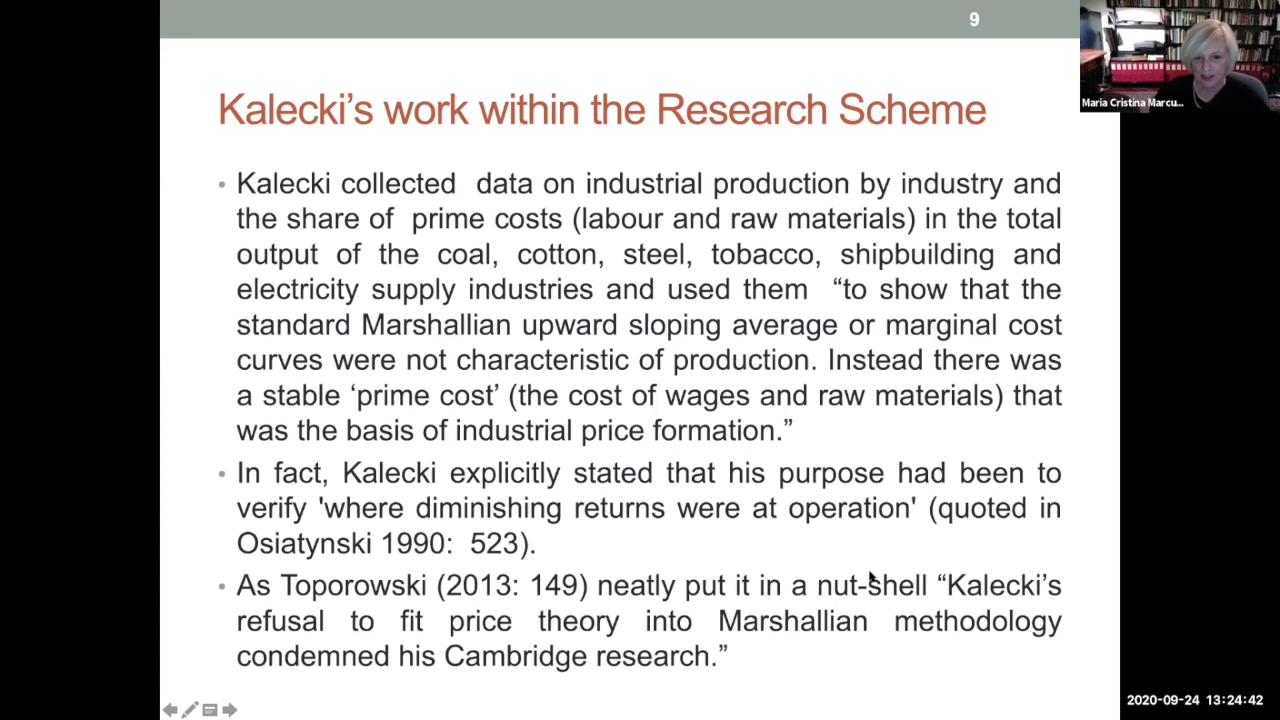 9
Maria Cristina Marcu...
Kalecki’s work within the Research Scheme
• Kalecki collected data on industrial production by industry and
the share of prime costs (labour and raw materials) in the total
output of the coal, cotton, steel, tobacco, shipbuilding and
electricity supply industries and used them “to show that the
standard Marshallian upward sloping average or marginal cost
curves were not characteristic of production. Instead there was
a stable ‘prime cost’ (the cost of wages and raw materials) that
was the basis of industrial price formation.”
• In fact, Kalecki explicitly stated that his purpose had been to
verify 'where diminishing returns were at operation' (quoted in
Osiatynski 1990: 523).
• As Toporowski (2013: 149) neatly put it in a nut-shell “Kalecki’s
refusal to fit price theory into Marshallian methodology
condemned his Cambridge research.”
2020-09-24 13:24:42